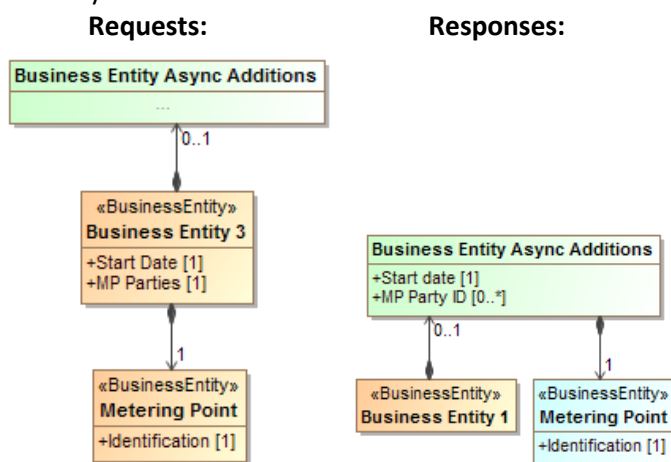 Requests:
Responses:
Business Entity Async Additions
...
0..1
«BusinessEntity»
Business Entity 3
+Start Date [1]
+MP Parties [1]
1
«BusinessEntity»
Metering Point
+Identification [1]
Business Entity Async Additions
+Start date [1]
+MP Party ID [0..*]
0..1
1
«BusinessEntity»
Business Entity 1
«BusinessEntity»
Metering Point
+Identification [1]